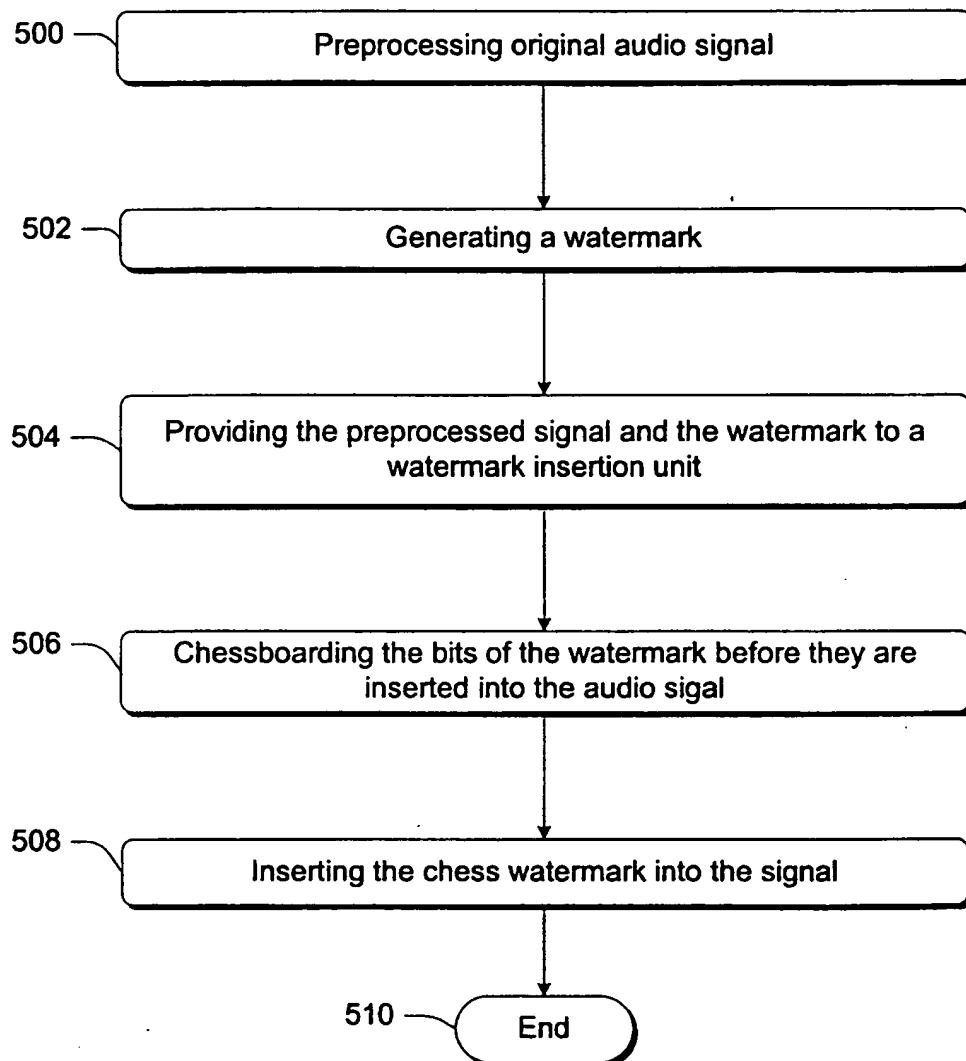 500
Preprocessing original audio signal
502
Generating a watermark
504
Providing the preprocessed signal and the watermark to a
watermark insertion unit
506
Chessboarding the bits of the watermark before they are
inserted into the audio sigal
508
Inserting the chess watermark into the signal
510
End